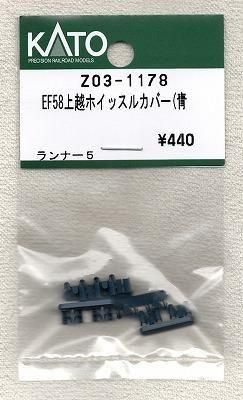 KATO
PRECISION RAILROAD MODELS
Z03-1178
EF58上越ホイッスルカバー(青
¥440
ランナー5